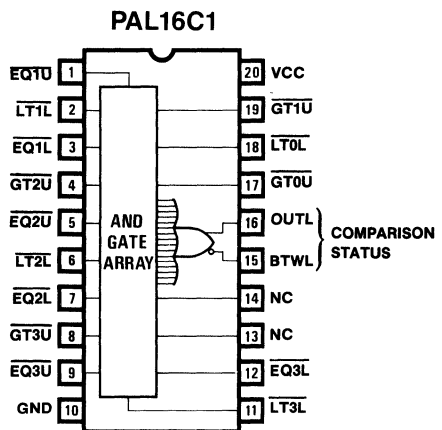 PAL16C1
EQ1U 1
LT1L 2
EQ1L 3
GT2U 4
EQ2U 5
LT2L 6
EQ2L 7
GT3U 8
EQ3U 9
GND 10
AND
GATE
ARRAY
20 VCC
19 GT1U
18 LT0L
17 GT0U
16 OUTL
15 BTWL
COMPARISON
STATUS
14 NC
13 NC
12 EQ3L
11 LT3L